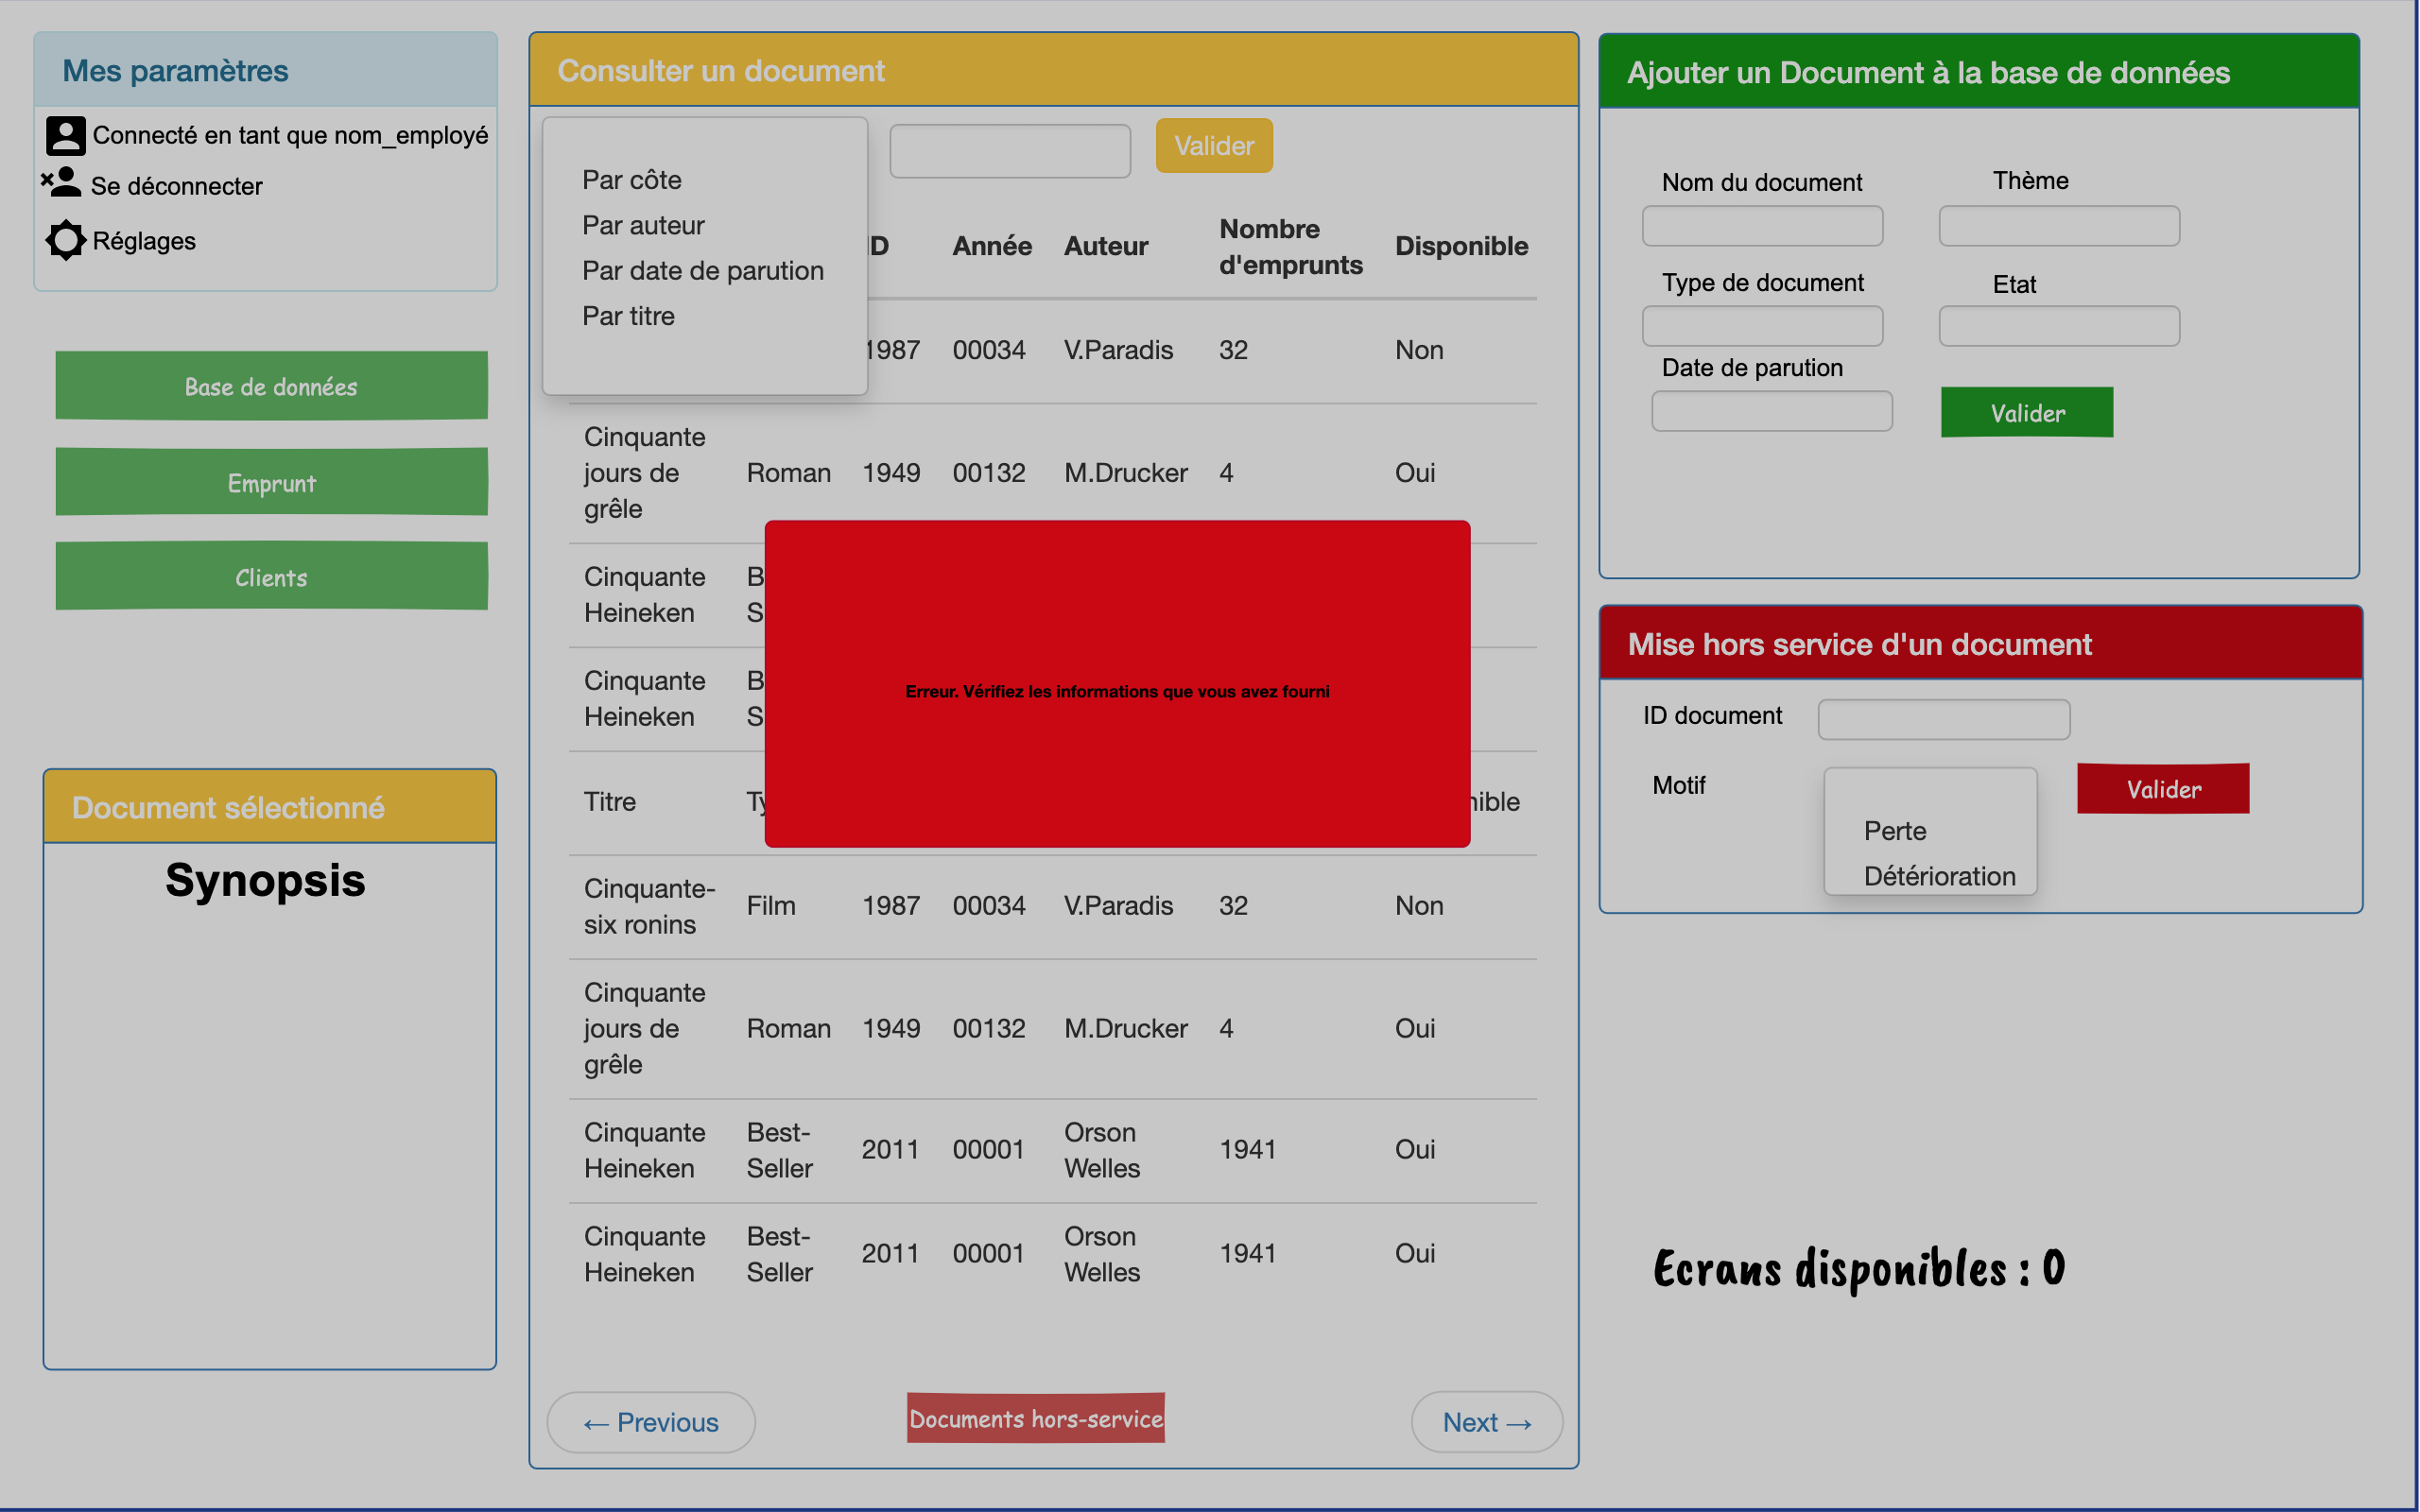 Mes paramètres
Connecté en tant que nom_employé
Se déconnecter
Réglages
Base de données
Emprunt
Clients
Document sélectionné
Synopsis
Consulter un document
Par côte
Par auteur
Par date de parution
Par titre
Valider
ID Année Auteur Nombre d'emprunts Disponible
1987 00034 V.Paradis 32 Non
Cinquante
jours de
grêle
Roman 1949 00132 M.Drucker 4 Oui
Cinquante
Heineken
Cinquante
Heineken
Titre
Erreur. Vérifiez les informations que vous avez fourni
Cinquante-
six ronins
Film 1987 00034 V.Paradis 32 Non
Cinquante
jours de
grêle
Roman 1949 00132 M.Drucker 4 Oui
Cinquante
Heineken
Best-
Seller
2011 00001
Orson
Welles
1941 Oui
Cinquante
Heineken
Best-
Seller
2011 00001
Orson
Welles
1941 Oui
← Previous
Documents hors-service
Next →
Ajouter un Document à la base de données
Nom du document
Thème
Type de document
Etat
Date de parution
Valider
Mise hors service d'un document
ID document
Motif
Perte
Détérioration
Valider
Ecrans disponibles : 0